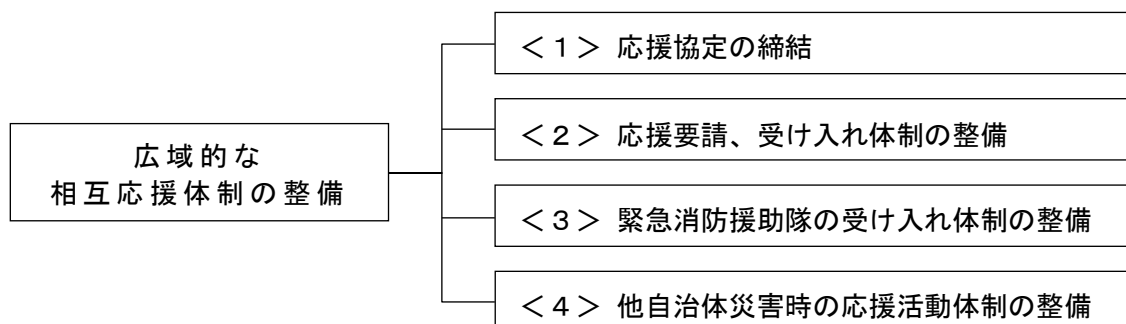 広域的な
相互応援体制の整備
＜１＞ 応援協定の締結
＜２＞ 応援要請、受け入れ体制の整備
＜３＞ 緊急消防援助隊の受け入れ体制の整備
＜４＞ 他自治体災害時の応援活動体制の整備